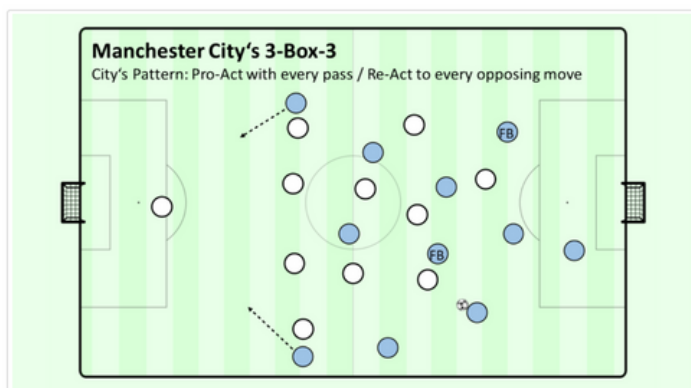 Manchester City‘s 3-Box-3
City‘s Pattern: Pro-Act with every pass / Re-Act to every opposing move
FB
FB